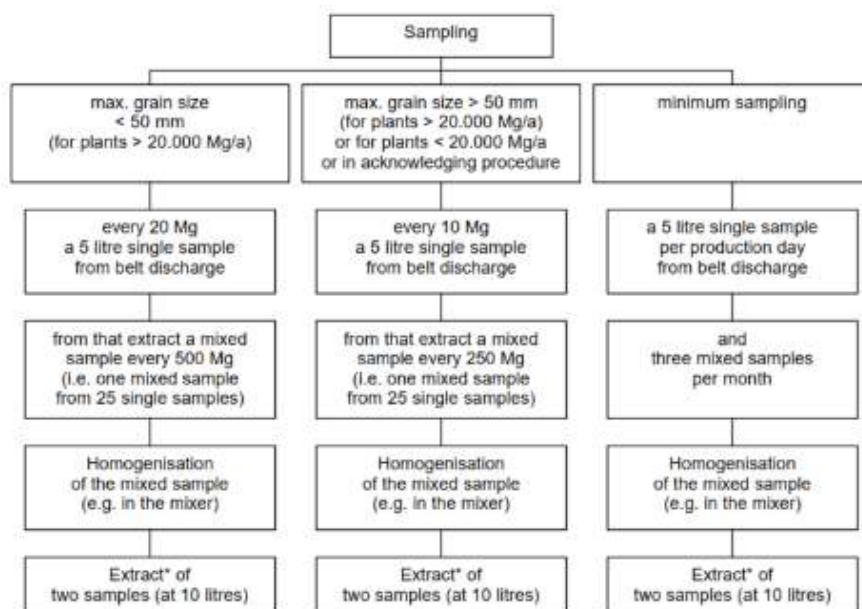 Sampling
max. grain size
< 50 mm
(for plants > 20.000 Mg/a)
max. grain size > 50 mm
(for plants > 20.000 Mg/a)
or for plants < 20.000 Mg/a
or in acknowledging procedure
minimum sampling
every 20 Mg
a 5 litre single sample
from belt discharge
every 10 Mg
a 5 litre single sample
from belt discharge
a 5 litre single sample
per production day
from belt discharge
from that extract a mixed
sample every 500 Mg
(i.e. one mixed sample
from 25 single samples)
from that extract a mixed
sample every 250 Mg
(i.e. one mixed sample
from 25 single samples)
and
three mixed samples
per month
Homogenisation
of the mixed sample
(e.g. in the mixer)
Homogenisation
of the mixed sample
(e.g. in the mixer)
Homogenisation
of the mixed sample
(e.g. in the mixer)
Extract* of
two samples (at 10 litres)
Extract* of
two samples (at 10 litres)
Extract* of
two samples (at 10 litres)